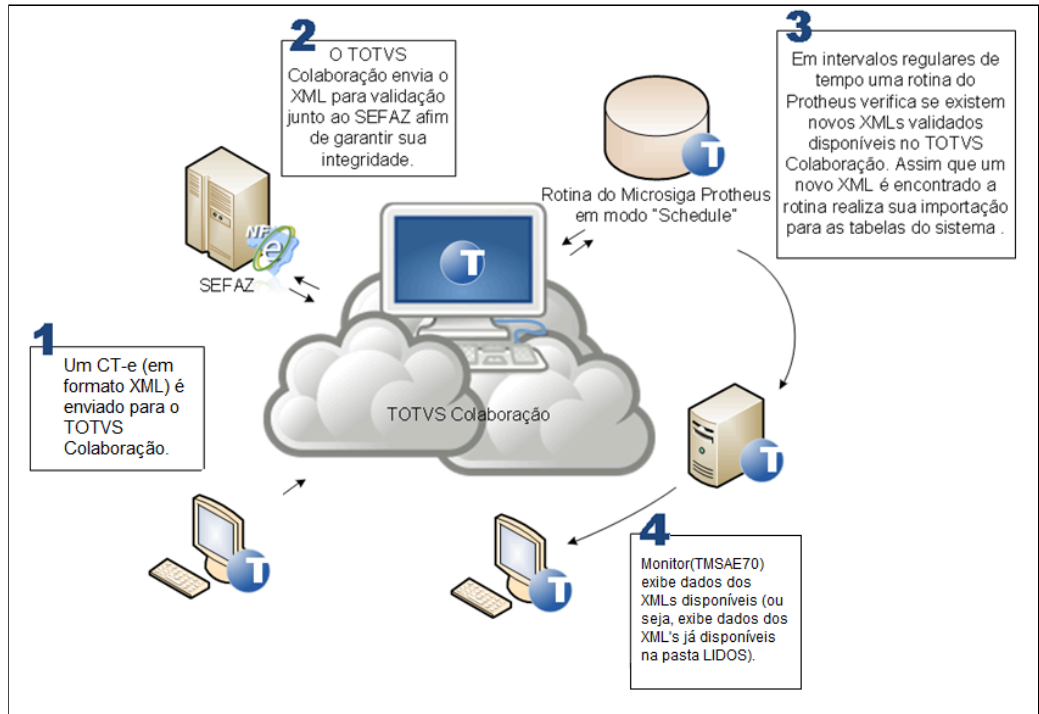 1
Um CT-e (em
formato XML) é
enviado para o
TOTVS
Colaboração.
2
O TOTVS
Colaboração envia o
XML para validação
junto ao SEFAZ afim
de garantir sua
integridade.
3
Em intervalos regulares de
tempo uma rotina do
Protheus verifica se existem
novos XMLs validados
disponíveis no TOTVS
Colaboração. Assim que um
novo XML é encontrado a
rotina realiza sua importação
para as tabelas do sistema .
4
Monitor(TMSAE70)
exibe dados dos
XMLs disponíveis (ou
seja, exibe dados dos
XML's já disponíveis
na pasta LIDOS).
NF
e
SEFAZ
T
TOTVS Colaboração
T
Rotina do Microsiga Protheus
em modo "Schedule"
T
T
T